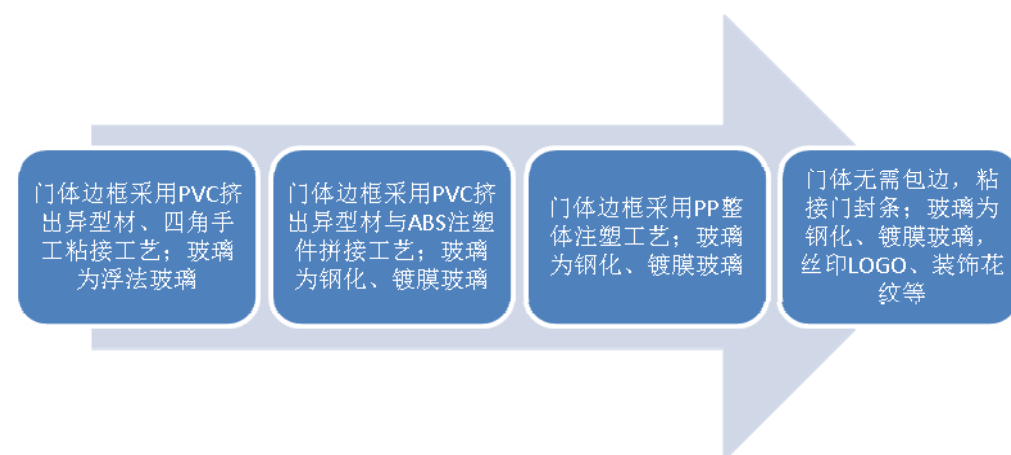 门体边框采用PVC挤
出异型材、四角手
工粘接工艺；玻璃
为浮法玻璃
门体边框采用PVC挤
出异型材与ABS注塑
件拼接工艺；玻璃
为钢化、镀膜玻璃
门体边框采用PP整
体注塑工艺；玻璃
为钢化、镀膜玻璃
门体无需包边，粘
接门封条；玻璃为
钢化、镀膜玻璃，
丝印LOGO、装饰花
纹等